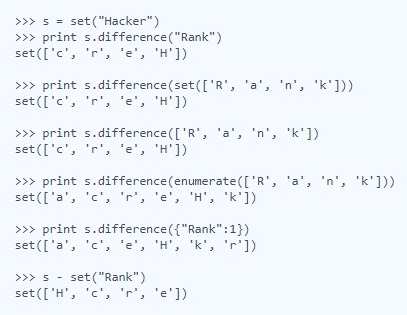 >>> s = set("Hacker")
>>> print s.difference("Rank")
set(['c', 'r', 'e', 'H'])
>>> print s.difference(set(['R', 'a', 'n', 'k']))
set(['c', 'r', 'e', 'H'])
>>> print s.difference(['R', 'a', 'n', 'k'])
set(['c', 'r', 'e', 'H'])
>>> print s.difference(enumerate(['R', 'a', 'n', 'k']))
set(['a', 'c', 'r', 'e', 'H', 'k'])
>>> print s.difference({"Rank":1})
set(['a', 'c', 'e', 'H', 'k', 'r'])
>>> s - set("Rank")
set(['H', 'c', 'r', 'e'])